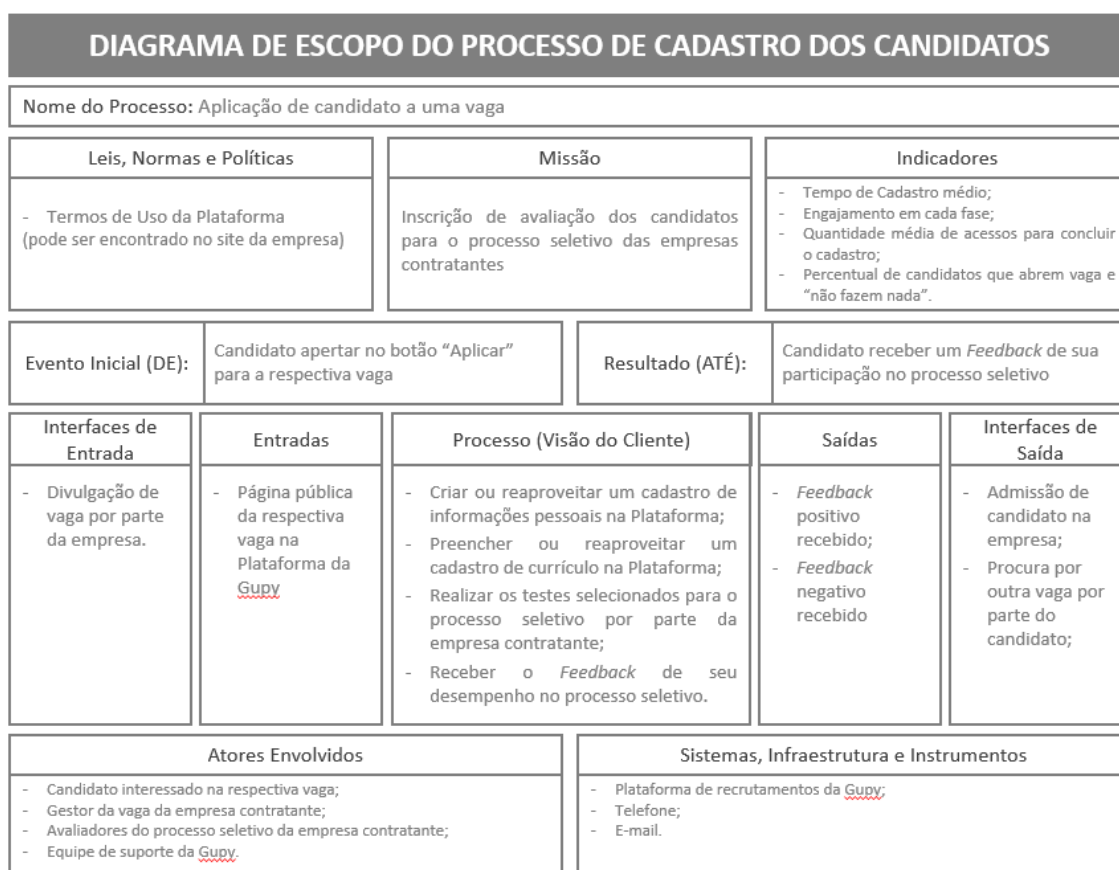 DIAGRAMA DE ESCOPO DO PROCESSO DE CADASTRO DOS CANDIDATOS
Nome do Processo: Aplicação de candidato a uma vaga
Leis, Normas e Políticas
- Termos de Uso da Plataforma
(pode ser encontrado no site da empresa)
Missão
Inscrição de avaliação dos candidatos
para o processo seletivo das empresas
contratantes
Indicadores
- Tempo de Cadastro médio;
- Engajamento em cada fase;
- Quantidade média de acessos para concluir
o cadastro;
- Percentual de candidatos que abrem vaga e
“não fazem nada”.
Evento Inicial (DE):
Candidato apertar no botão “Aplicar”
para a respectiva vaga
Resultado (ATÉ):
Candidato receber um Feedback de sua
participação no processo seletivo
Interfaces de
Entrada
- Divulgação de
vaga por parte
da empresa.
Entradas
- Página pública
da respectiva
vaga na
Plataforma da
Gupy
Processo (Visão do Cliente)
- Criar ou reaproveitar um cadastro de
informações pessoais na Plataforma;
- Preencher ou reaproveitar um
cadastro de currículo na Plataforma;
- Realizar os testes selecionados para o
processo seletivo por parte da
empresa contratante;
- Receber o Feedback de seu
desempenho no processo seletivo.
Saídas
- Feedback
positivo
recebido;
- Feedback
negativo
recebido
Interfaces de
Saída
- Admissão de
candidato na
empresa;
- Procura por
outra vaga por
parte do
candidato;
Atores Envolvidos
- Candidato interessado na respectiva vaga;
- Gestor da vaga da empresa contratante;
- Avaliadores do processo seletivo da empresa contratante;
- Equipe de suporte da Gupy.
Sistemas, Infraestrutura e Instrumentos
- Plataforma de recrutamentos da Gupy;
- Telefone;
- E-mail.